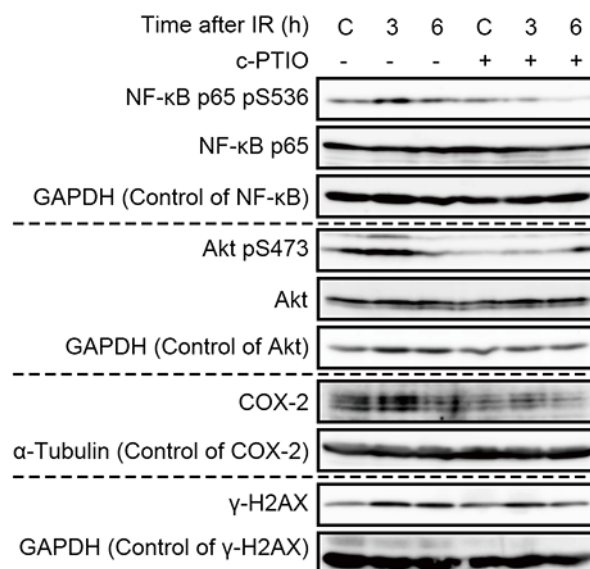 Time after IR (h) C 3 6 C 3 6
c-PTIO - - - + + +
NF-κB p65 pS536
NF-κB p65
GAPDH (Control of NF-κB)
Akt pS473
Akt
GAPDH (Control of Akt)
COX-2
α-Tubulin (Control of COX-2)
γ-H2AX
GAPDH (Control of γ-H2AX)